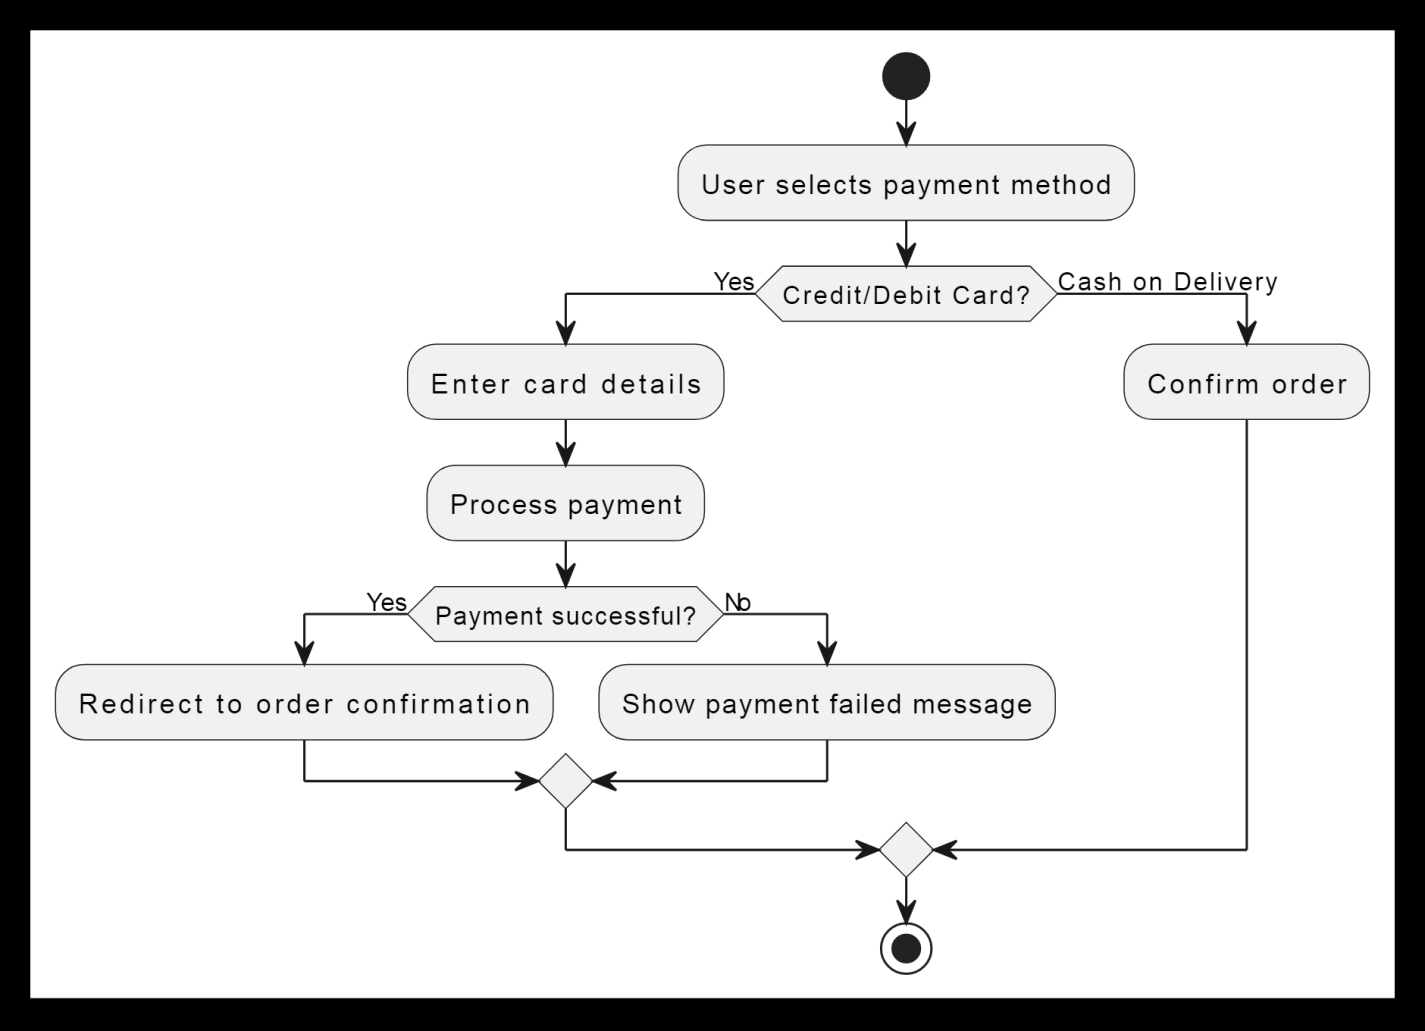 User selects payment method
Yes
Credit/Debit Card?
Cash on Delivery
Enter card details
Confirm order
Process payment
Yes
Payment successful?
No
Redirect to order confirmation
Show payment failed message